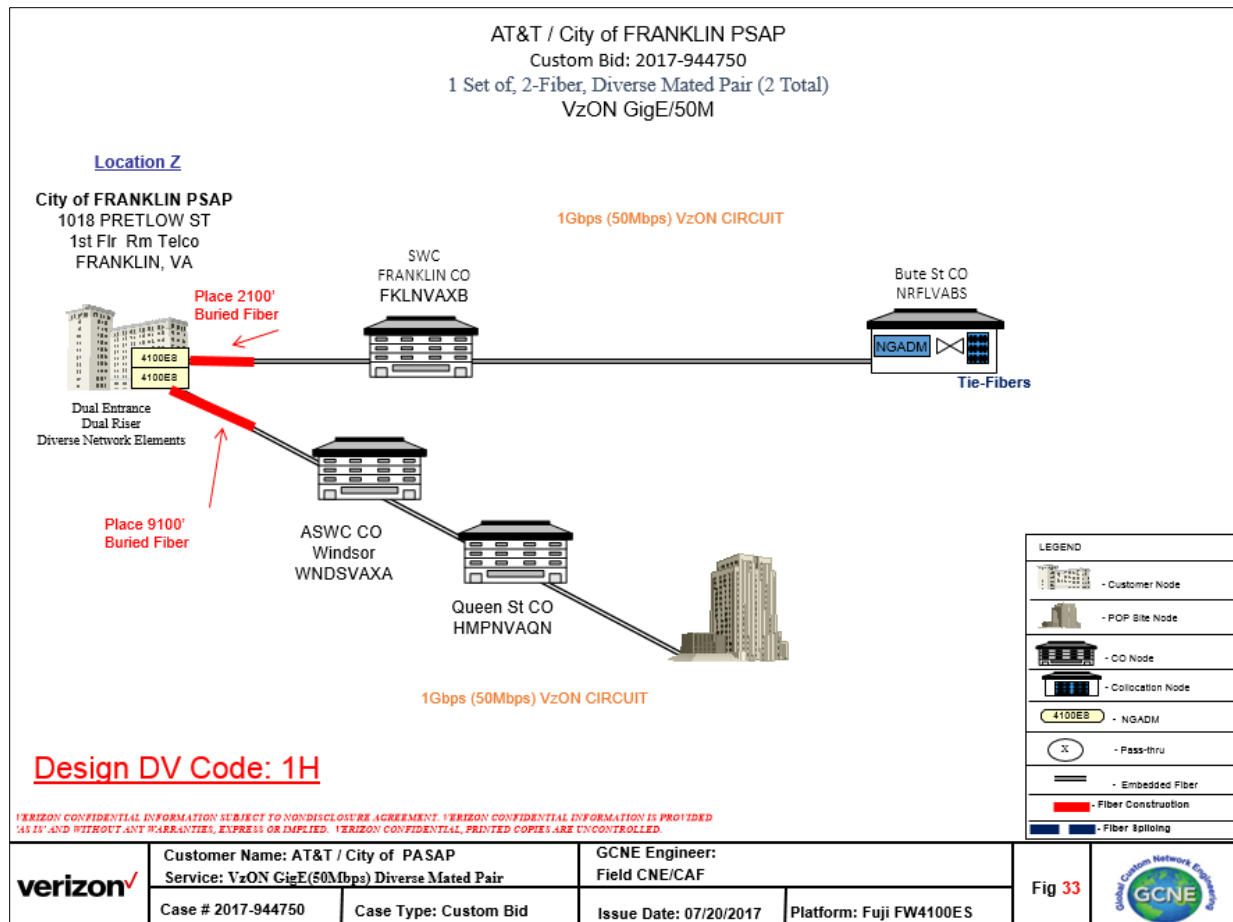 AT&T / City of FRANKLIN PSAP
Custom Bid: 2017-944750
1 Set of, 2-Fiber, Diverse Mated Pair (2 Total)
VzON GigE/50M
Location Z
City of FRANKLIN PSAP
1018 PRETLOW ST
1st Flr Rm Telco
FRANKLIN, VA
1Gbps (50Mbps) VzON CIRCUIT
SWC
FRANKLIN CO
FKLNVAXB
Bute St CO
NRFLVABS
Place 2100'
Buried Fiber
NGADM
4100ES
4100ES
Tie-Fibers
Dual Entrance
Dual Riser
Diverse Network Elements
Place 9100'
Buried Fiber
ASWC CO
Windsor
WNDSVAXA
Queen St CO
HMPNVAQN
1Gbps (50Mbps) VzON CIRCUIT
LEGEND
- Customer Node
- POP Site Node
- CO Node
- Collocation Node
4100ES - NGADM
X - Pass-thru
- Embedded Fiber
- Fiber Construction
- Fiber Splicing
Design DV Code: 1H
VERIZON CONFIDENTIAL INFORMATION SUBJECT TO NONDISCLOSURE AGREEMENT. VERIZON CONFIDENTIAL INFORMATION IS PROVIDED
'AS IS' AND WITHOUT ANY WARRANTIES, EXPRESS OR IMPLIED. VERIZON CONFIDENTIAL, PRINTED COPIES ARE UNCONTROLLED.
verizon
Customer Name: AT&T / City of PASAP
Service: VzON GigE(50Mbps) Diverse Mated Pair
Case # 2017-944750
Case Type: Custom Bid
GCNE Engineer:
Field CNE/CAF
Issue Date: 07/20/2017
Platform: Fuji FW4100ES
Fig 33
Global Custom Network Engineering
GCNE